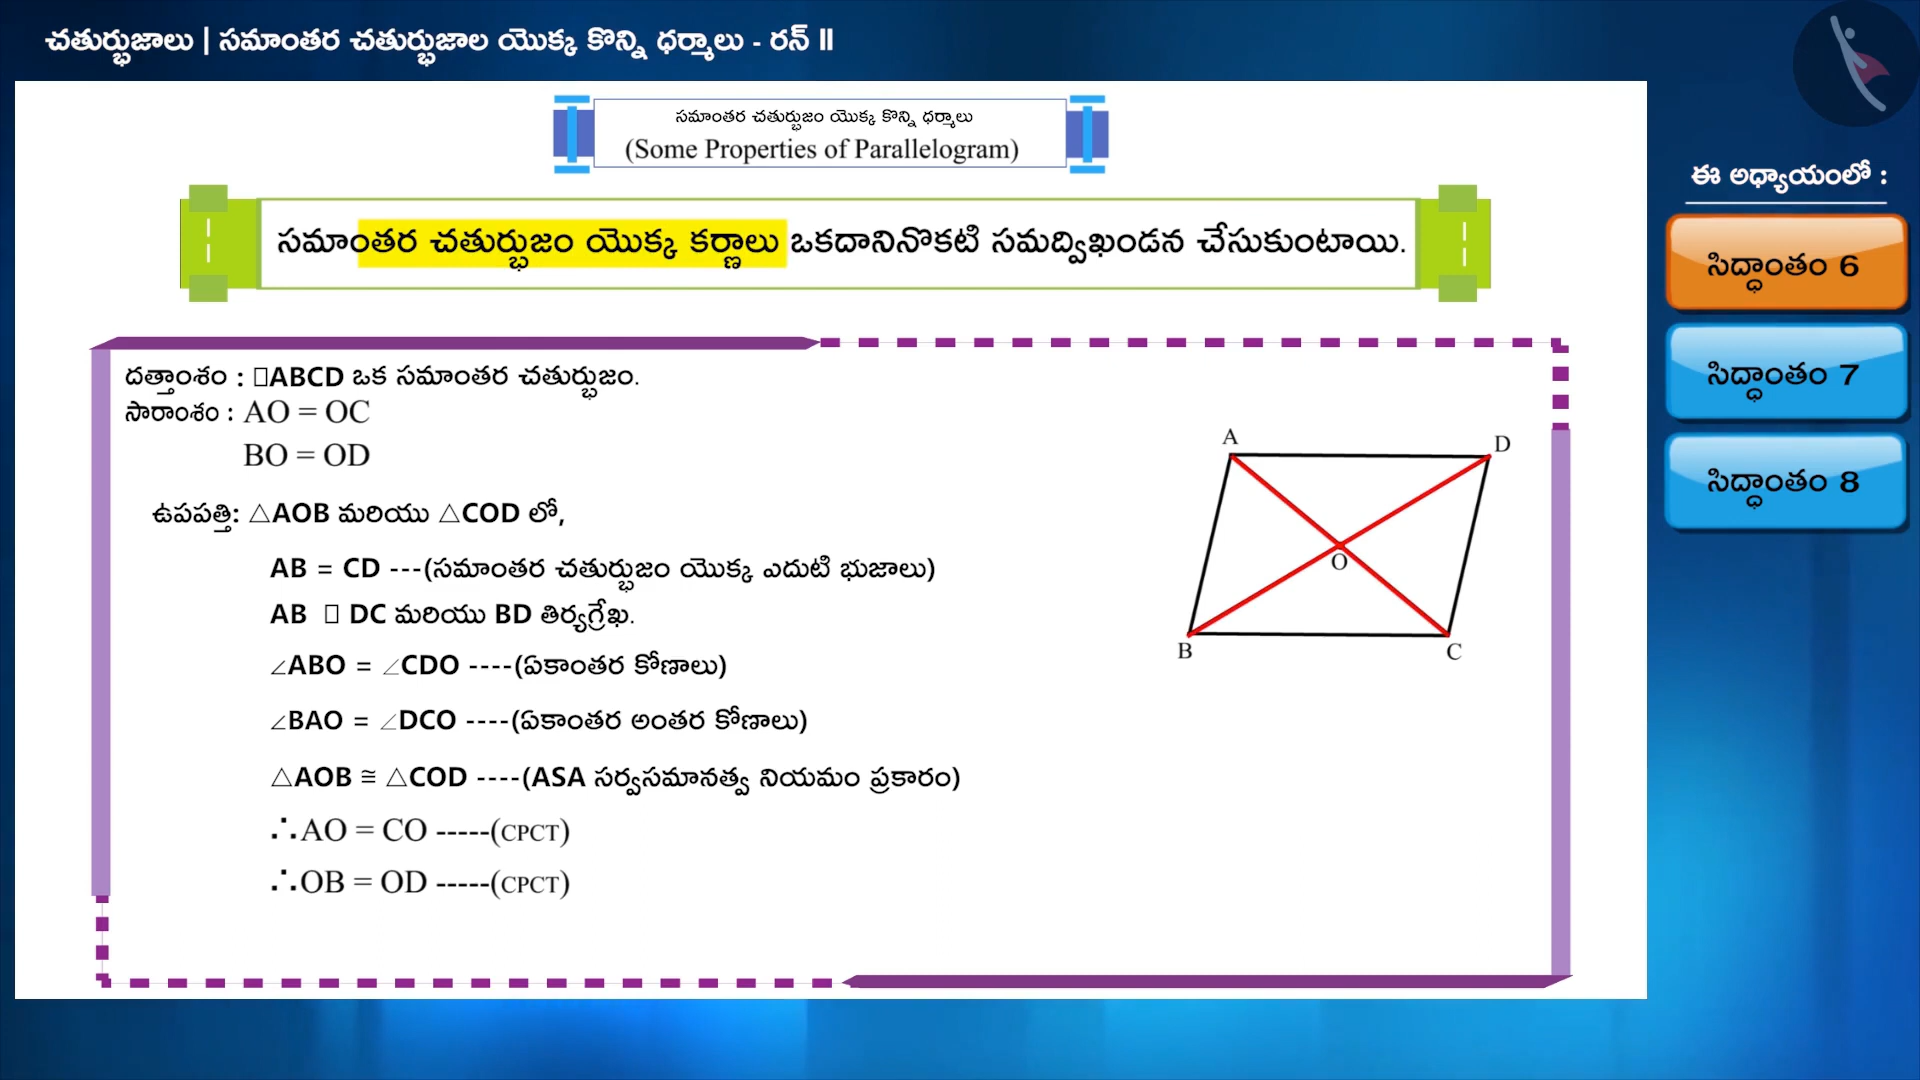 చతుర్భుజాలు | సమాంతర చతుర్భుజాల యొక్క కొన్ని ధర్మాలు - రన్ II
సమాంతర చతుర్భుజం యొక్క కొన్ని ధర్మాలు
(Some Properties of Parallelogram)
సమాంతర చతుర్భుజం యొక్క కర్ణాలు ఒకదానినొకటి సమద్విఖండన చేసుకుంటాయి.
దత్తాంశం : □ABCD ఒక సమాంతర చతుర్భుజం.
సారాంశం : AO = OC
BO = OD
ఉపపత్తి: △AOB మరియు △COD లో,
AB = CD ---(సమాంతర చతుర్భుజం యొక్క ఎదుటి భుజాలు)
AB □ DC మరియు BD తిర్యగ్రేఖ.
∠ABO = ∠CDO ----(ఏకాంతర కోణాలు)
∠BAO = ∠DCO ----(ఏకాంతర అంతర కోణాలు)
△AOB ≅ △COD ----(ASA సర్వసమానత్వ నియమం ప్రకారం)
∴AO = CO -----(CPCT)
∴OB = OD -----(CPCT)
A
D
O
B
C
ఈ అధ్యాయంలో :
సిద్ధాంతం 6
సిద్ధాంతం 7
సిద్ధాంతం 8